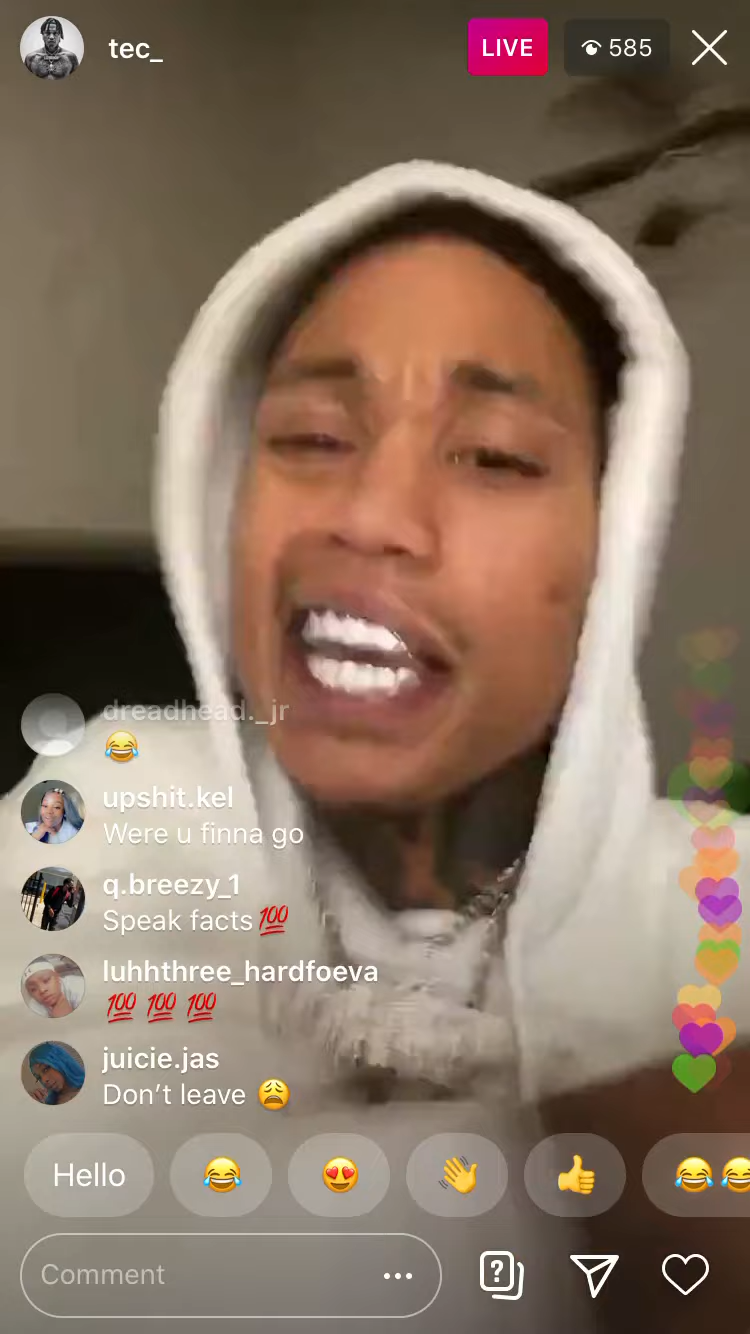 tec_
LIVE
585
dreadhead._jr
😂
upshit.kel
Were u finna go
q.breezy_1
Speak facts💯
luhhthree_hardfoeva
💯 💯 💯
juicie.jas
Don’t leave 😩
Hello 😂 😍 👋 👍 😂😂
Comment